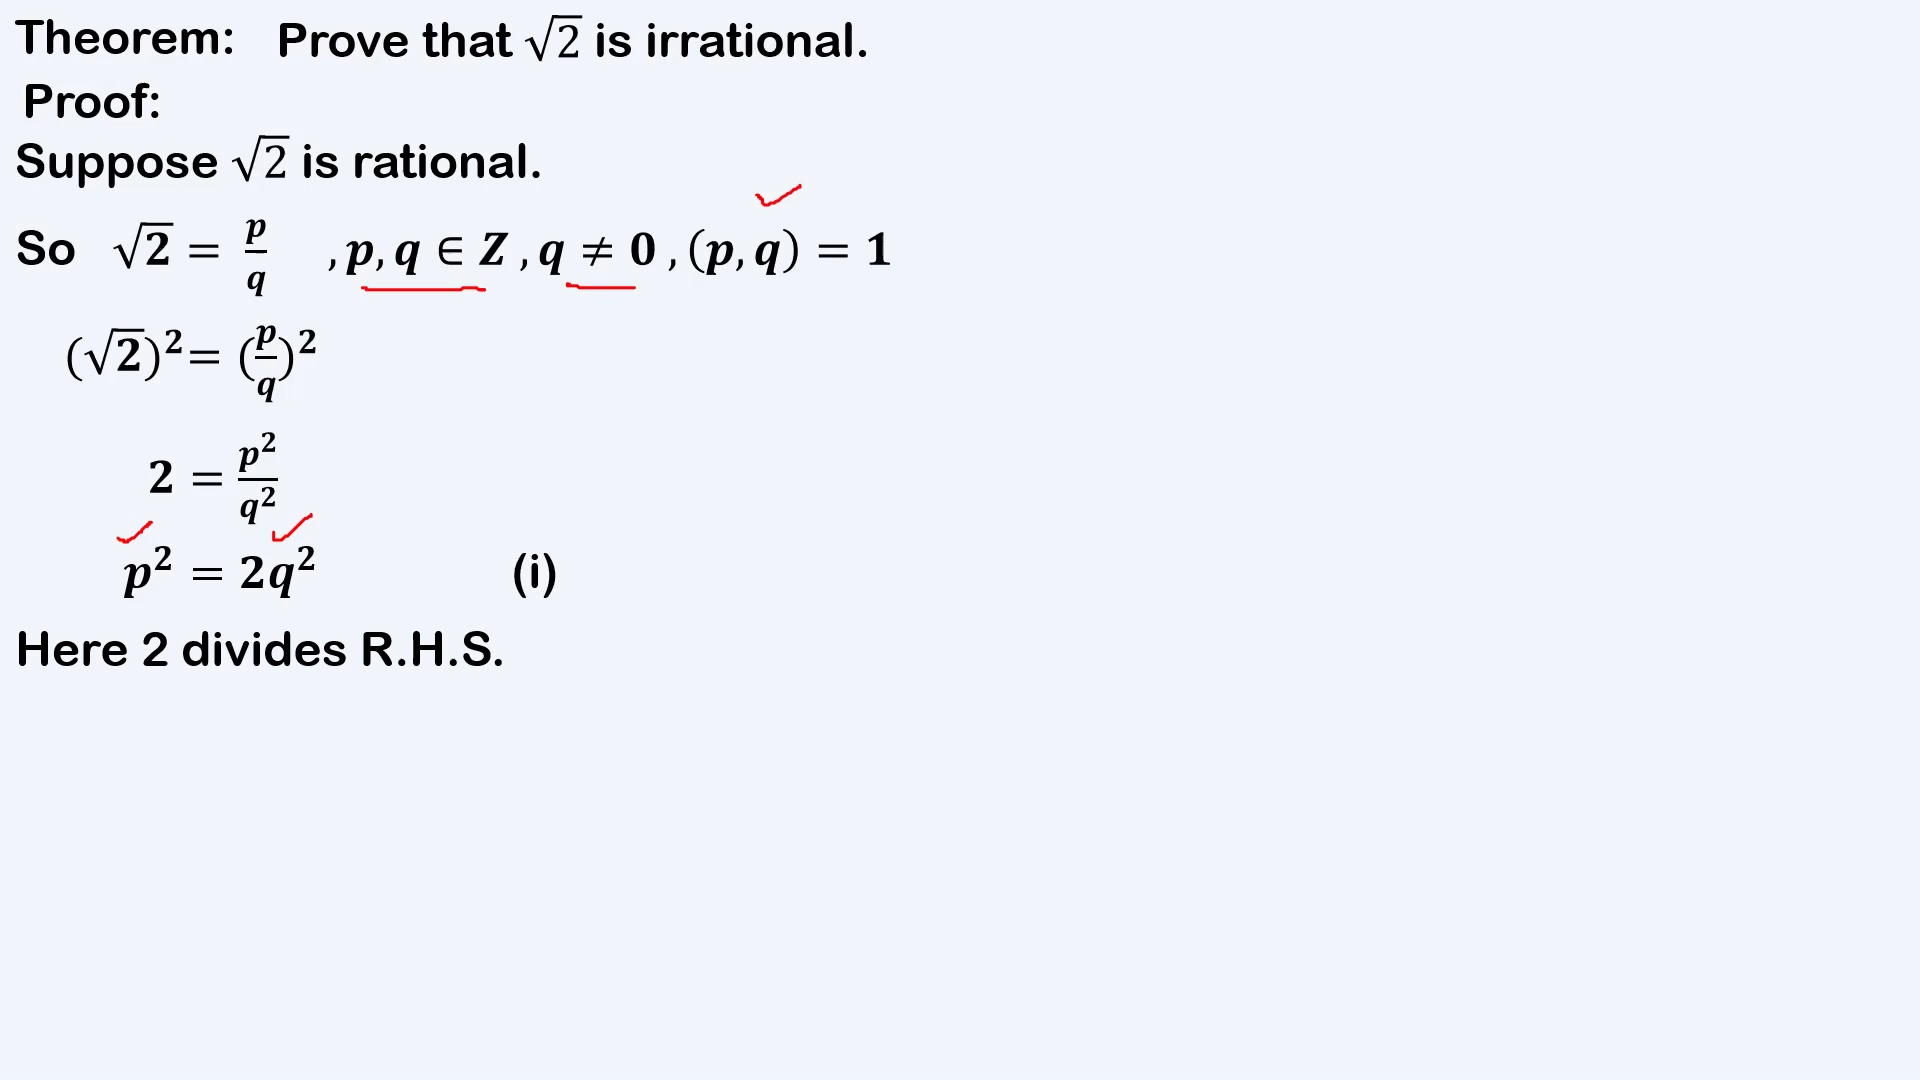 Theorem: Prove that √2 is irrational.
Proof:
Suppose √2 is rational.
So √2 = p/q , p, q ∈ Z , q ≠ 0 , (p, q) = 1
(√2)² = (p/q)²
2 = p²/q²
p² = 2q² (i)
Here 2 divides R.H.S.